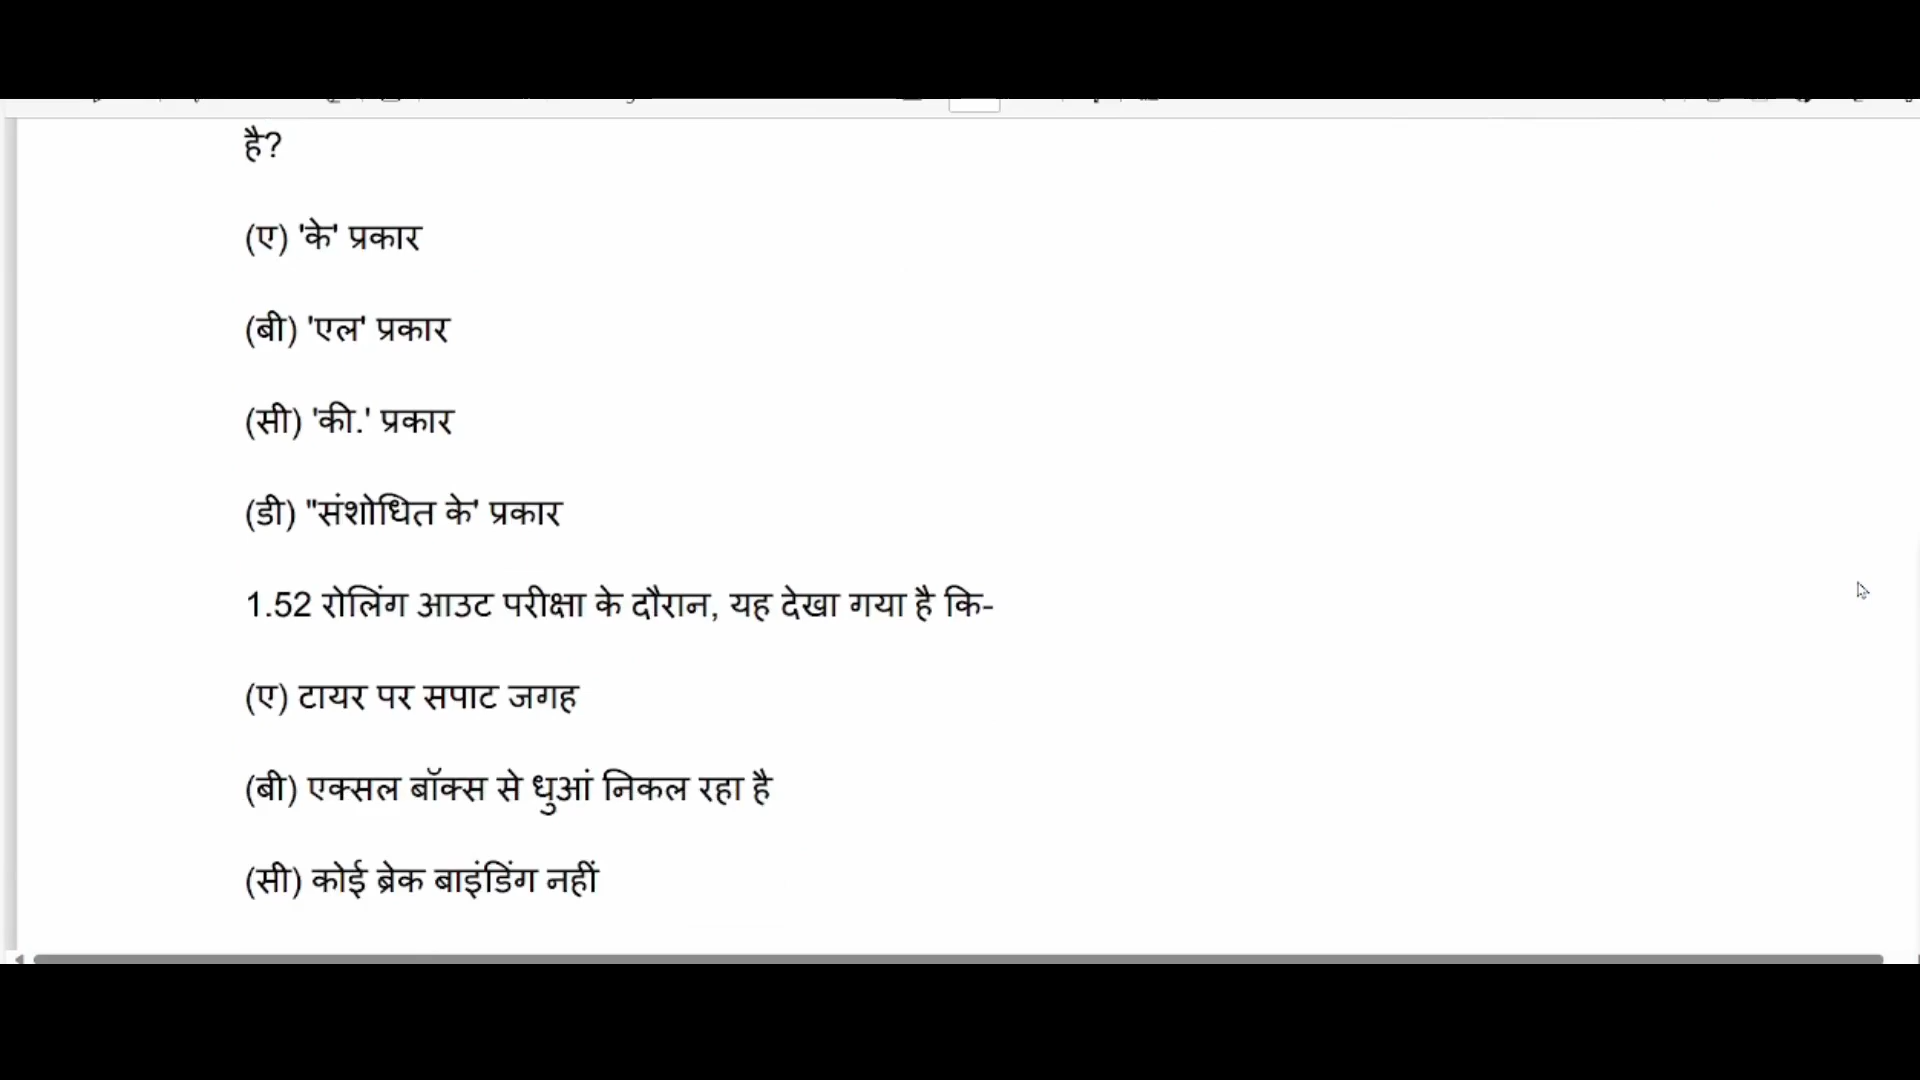 है?
(ए) 'के' प्रकार
(बी) 'एल' प्रकार
(सी) 'की.' प्रकार
(डी) "संशोधित के' प्रकार
1.52 रोलिंग आउट परीक्षा के दौरान, यह देखा गया है कि-
(ए) टायर पर सपाट जगह
(बी) एक्सल बॉक्स से धुआं निकल रहा है
(सी) कोई ब्रेक बाइंडिंग नहीं